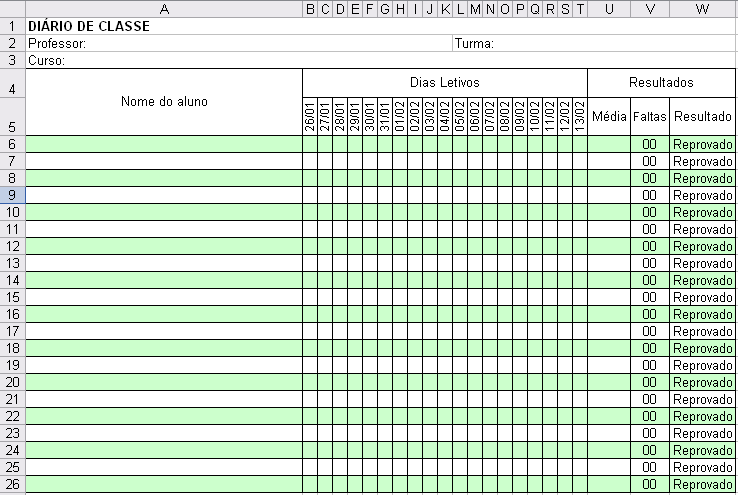 A B C D E F G H I J K L M N O P Q R S T U V W
1 DIÁRIO DE CLASSE
2 Professor: Turma:
3 Curso:
4 Nome do aluno Dias Letivos Resultados
5 26/01 27/01 28/01 29/01 30/01 31/01 01/02 02/02 03/02 04/02 05/02 06/02 07/02 08/02 09/02 10/02 11/02 12/02 13/02 Média Faltas Resultado
6 00 Reprovado
7 00 Reprovado
8 00 Reprovado
9 00 Reprovado
10 00 Reprovado
11 00 Reprovado
12 00 Reprovado
13 00 Reprovado
14 00 Reprovado
15 00 Reprovado
16 00 Reprovado
17 00 Reprovado
18 00 Reprovado
19 00 Reprovado
20 00 Reprovado
21 00 Reprovado
22 00 Reprovado
23 00 Reprovado
24 00 Reprovado
25 00 Reprovado
26 00 Reprovado